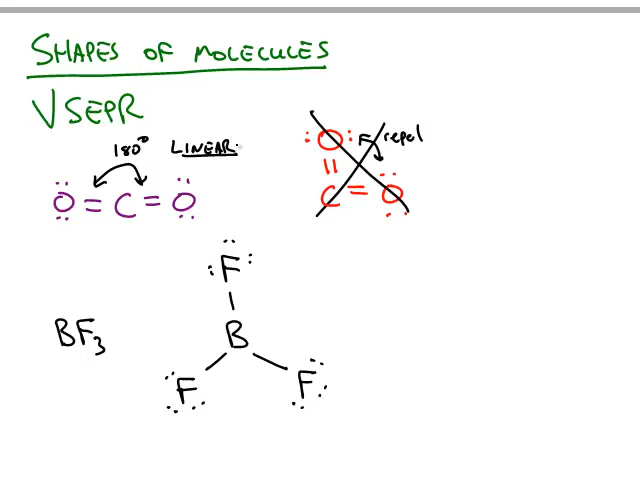 SHAPES OF MOLECULES
VSEPR
180° LINEAR
O = C = O
O repel
||
C = O
F
|
BF3 B
F F